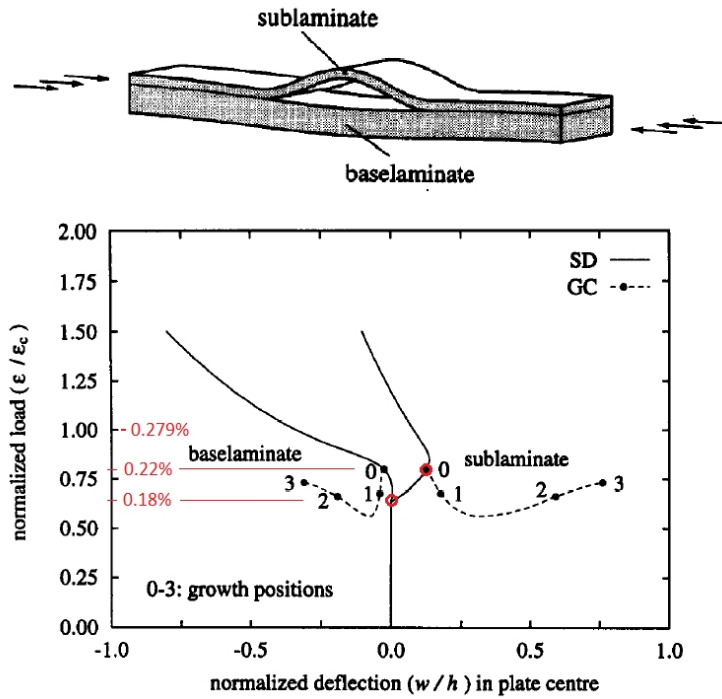 sublaminate
baselaminate
2.00
1.75
1.50
1.25
1.00
0.75
0.50
0.25
0.00
normalized load (ε/ε_c)
SD
GC
- 0.279%
baselaminate
sublaminate
0.22%
0 0
3 2 1 1 2 3
0.18%
0-3: growth positions
-1.0 -0.5 0.0 0.5 1.0
normalized deflection (w/h) in plate centre